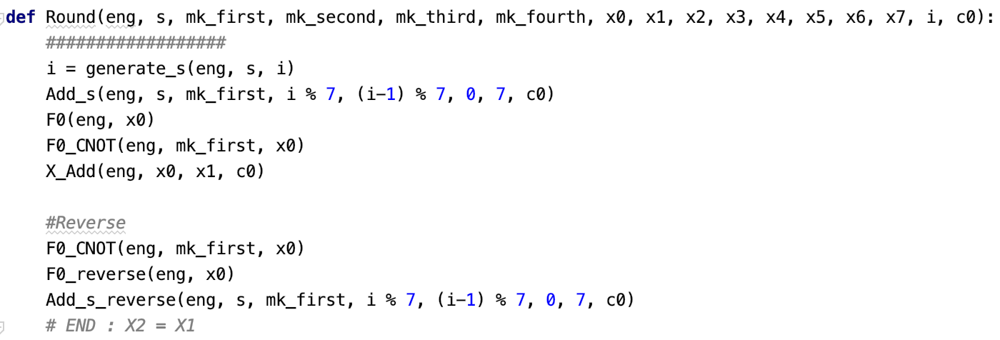 def Round(eng, s, mk_first, mk_second, mk_third, mk_fourth, x0, x1, x2, x3, x4, x5, x6, x7, i, c0):
##################
i = generate_s(eng, s, i)
Add_s(eng, s, mk_first, i % 7, (i-1) % 7, 0, 7, c0)
F0(eng, x0)
F0_CNOT(eng, mk_first, x0)
X_Add(eng, x0, x1, c0)
#Reverse
F0_CNOT(eng, mk_first, x0)
F0_reverse(eng, x0)
Add_s_reverse(eng, s, mk_first, i % 7, (i-1) % 7, 0, 7, c0)
# END : X2 = X1